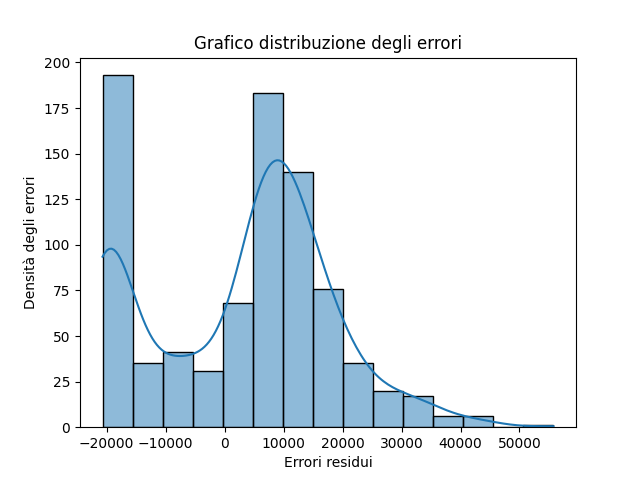 Grafico distribuzione degli errori
200
175
150
125
100
75
50
25
0
Densità degli errori
−20000 −10000 0 10000 20000 30000 40000 50000
Errori residui